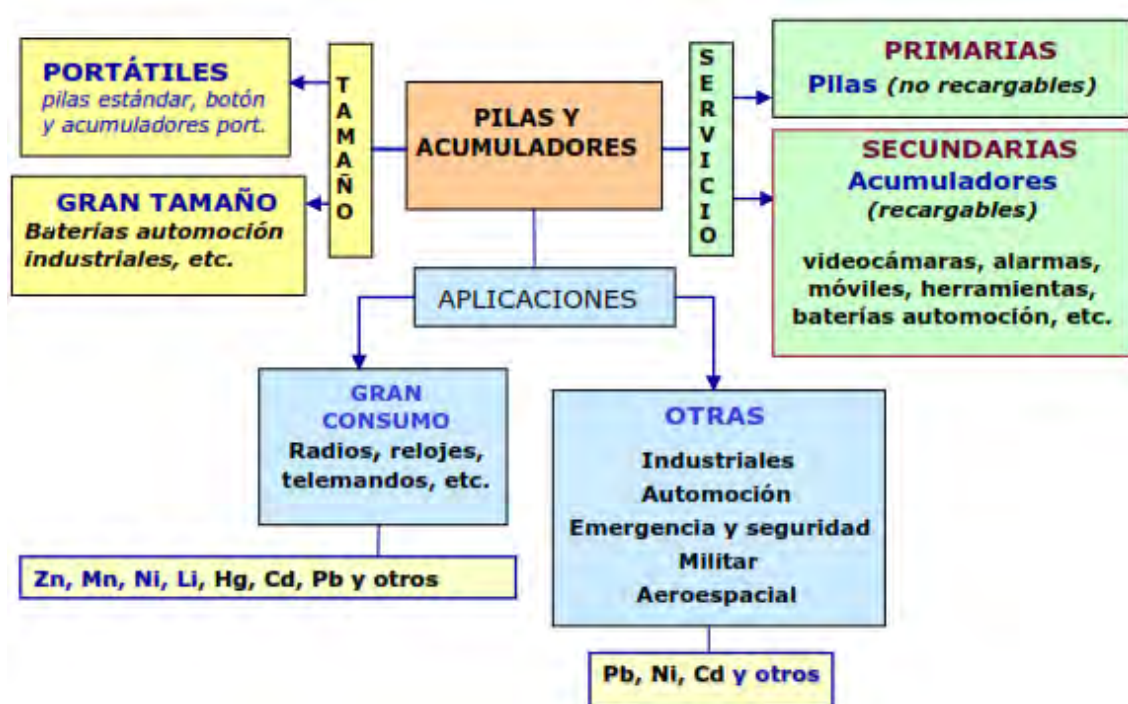 PORTÁTILES
pilas estándar, botón
y acumuladores port.
GRAN TAMAÑO
Baterías automoción
industriales, etc.
TAMAÑO
PILAS Y
ACUMULADORES
SERVICIO
PRIMARIAS
Pilas (no recargables)
SECUNDARIAS
Acumuladores
(recargables)
videocámaras, alarmas,
móviles, herramientas,
baterías automoción, etc.
APLICACIONES
GRAN
CONSUMO
Radios, relojes,
telemandos, etc.
Zn, Mn, Ni, Li, Hg, Cd, Pb y otros
OTRAS
Industriales
Automoción
Emergencia y seguridad
Militar
Aeroespacial
Pb, Ni, Cd y otros